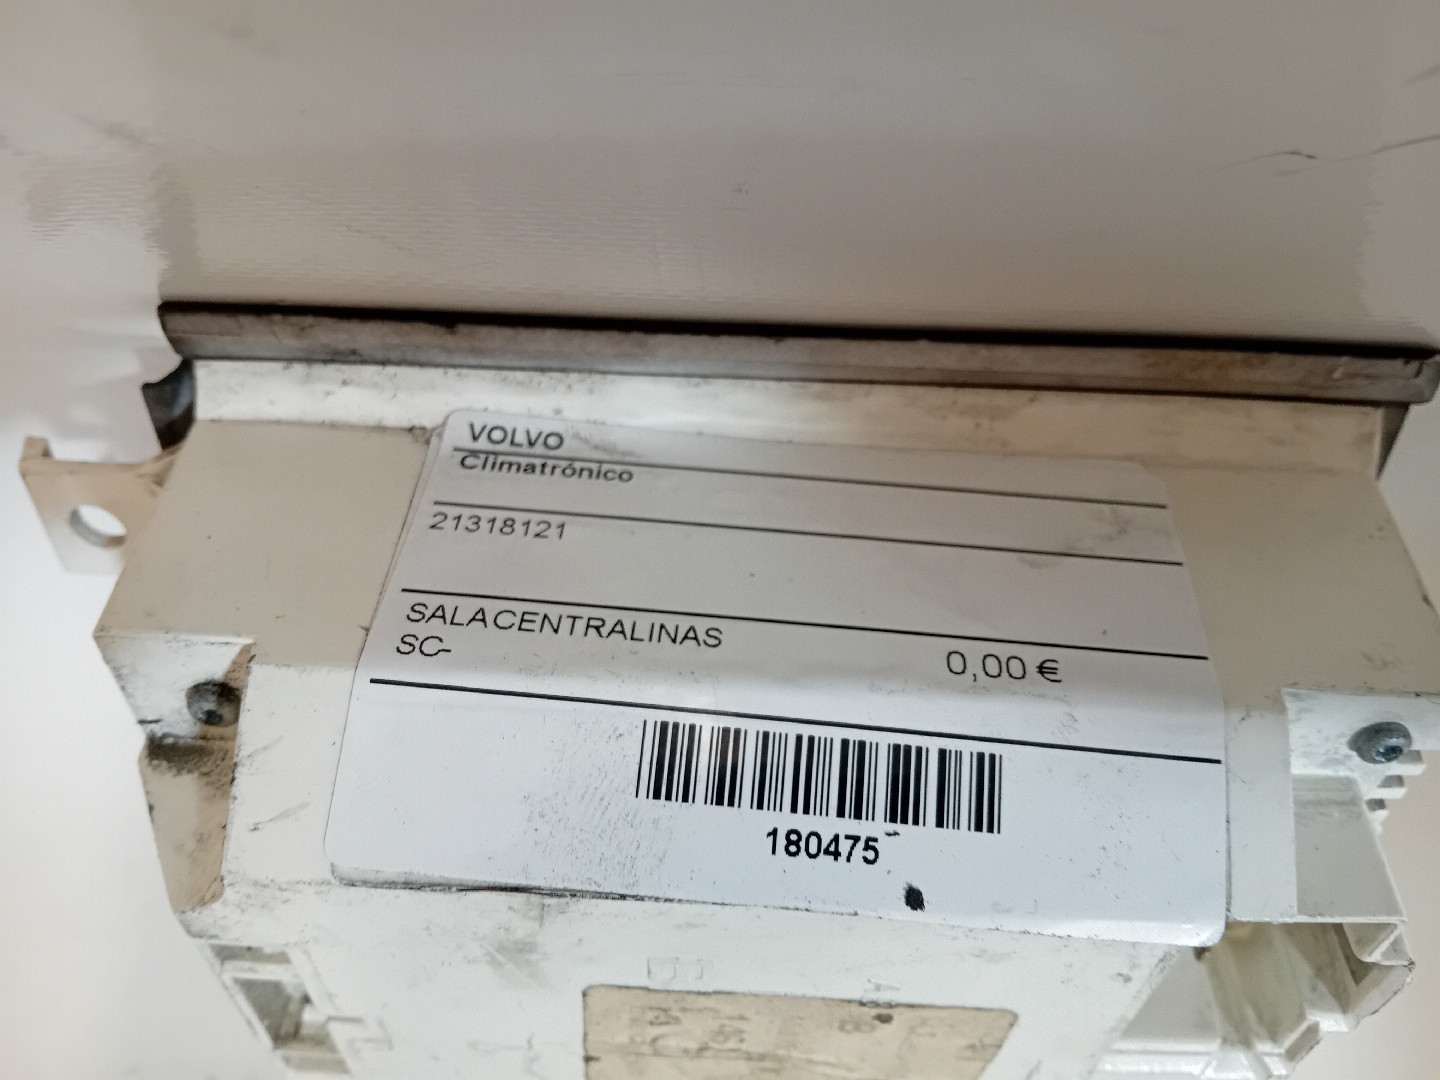 VOLVO
Climatrónico
21318121
SALACENTRALINAS
SC-
0,00 €
180475